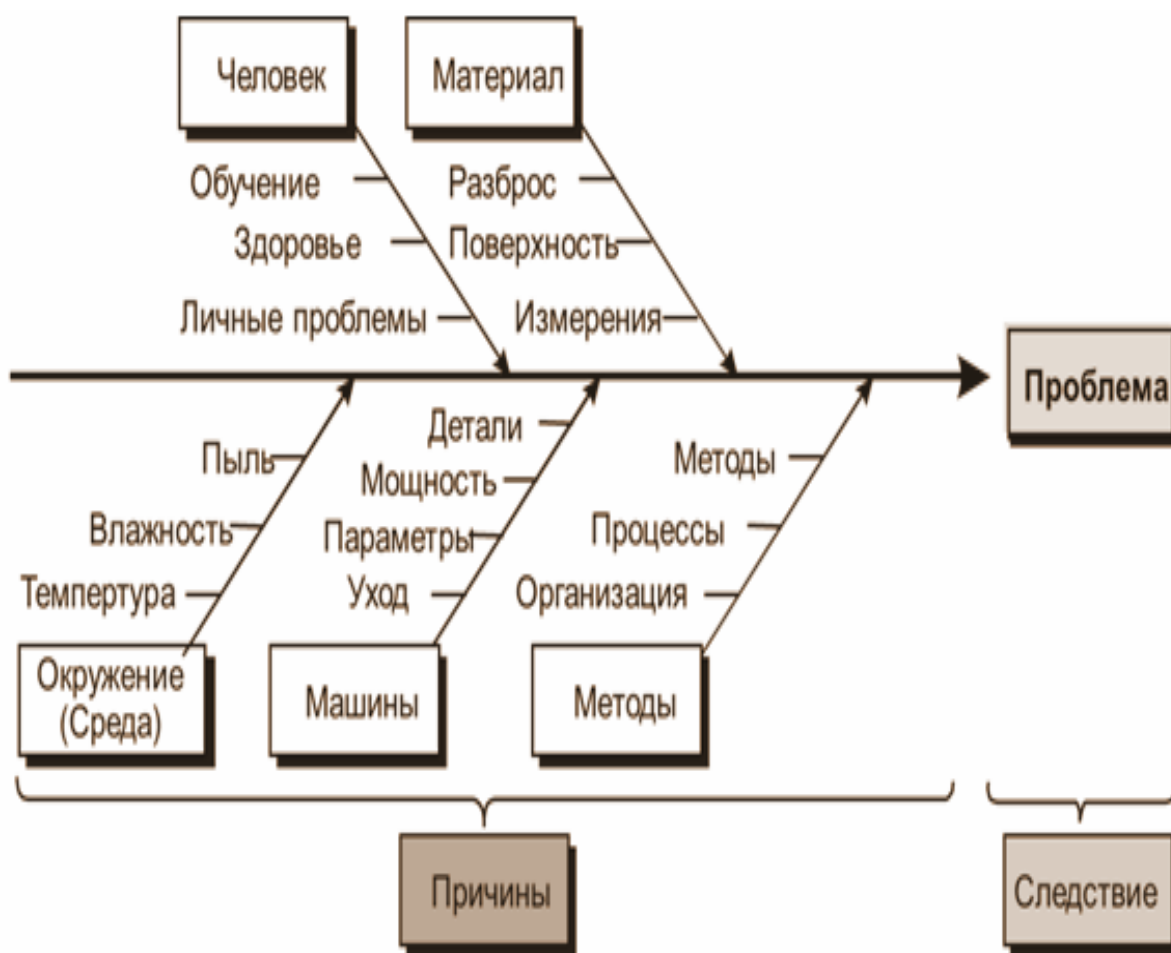 Человек
Материал
Обучение
Разброс
Здоровье
Поверхность
Личные проблемы
Измерения
Проблема
Детали
Пыль
Методы
Мощность
Влажность
Параметры
Процессы
Темпертура
Уход
Организация
Окружение
(Среда)
Машины
Методы
Причины
Следствие